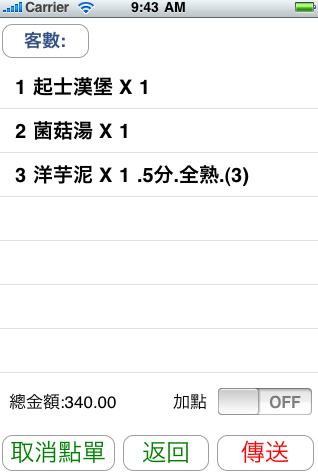 Carrier 9:43 AM
客數:
1 起士漢堡 X 1
2 菌菇湯 X 1
3 洋芋泥 X 1 .5分.全熟.(3)
總金額:340.00 加點 OFF
取消點單 返回 傳送